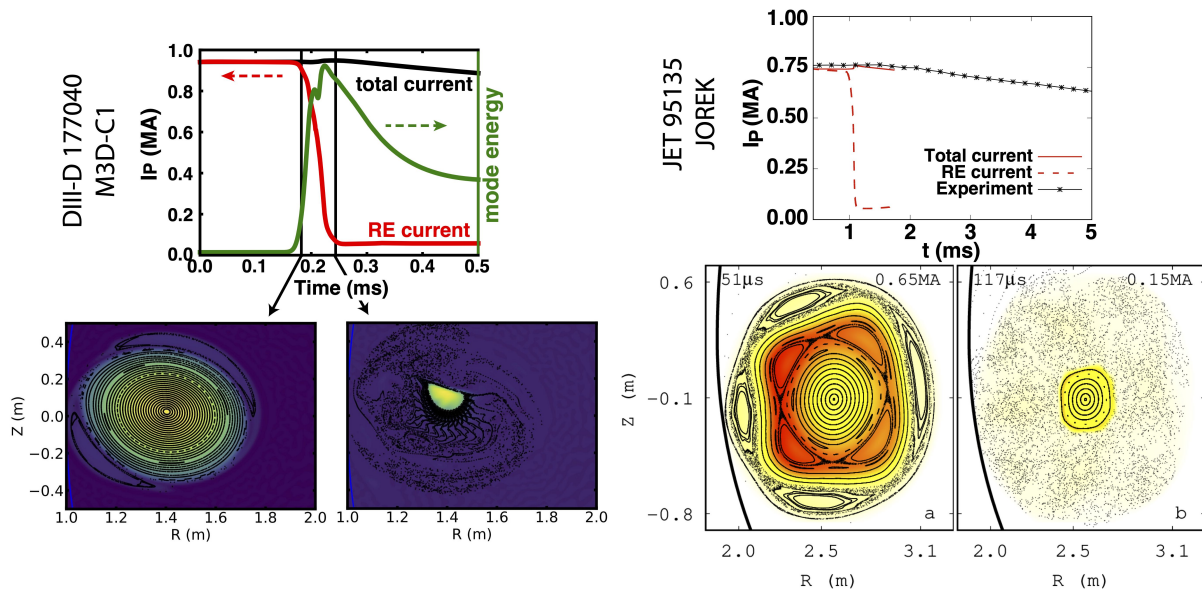 DIII-D 177040
M3D-C1
IP (MA)
1.0
0.8
0.6
0.4
0.2
0.0
total current
RE current
mode energy
0.0 0.1 0.2 0.3 0.4 0.5
Time (ms)
Z (m)
0.4
0.2
0.0
−0.2
−0.4
1.0 1.2 1.4 1.6 1.8 2.0
R (m)
1.0 1.2 1.4 1.6 1.8 2.0
R (m)
JET 95135
JOREK
IP (MA)
1.00
0.75
0.50
0.25
0.00
Total current
RE current
Experiment
1 2 3 4 5
t (ms)
Z (m)
0.6
-0.1
-0.8
51μs 0.65MA
a
2.0 2.5 3.1
R (m)
117μs 0.15MA
b
2.0 2.5 3.1
R (m)